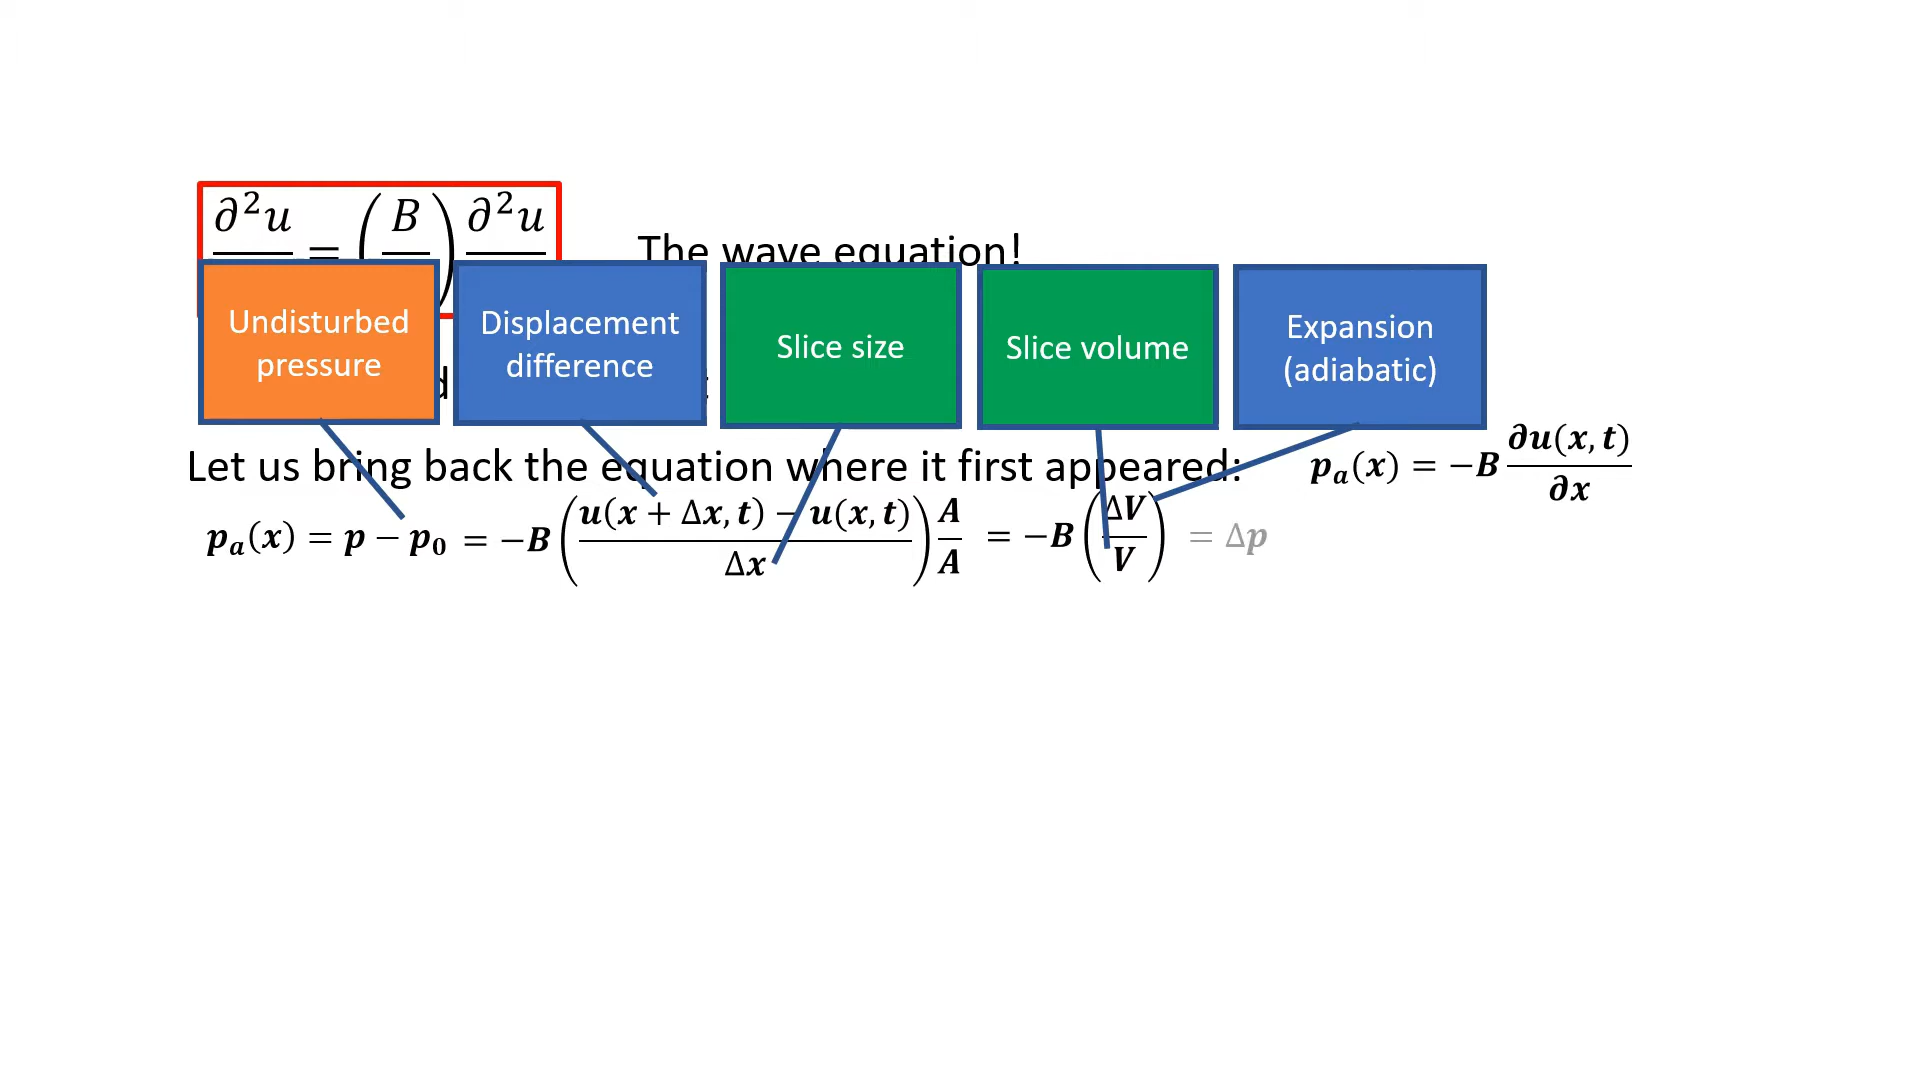 ∂²u = (B ) ∂²u
The wave equation!
Undisturbed pressure
Displacement difference
Slice size
Slice volume
Expansion (adiabatic)
Let us bring back the equation where it first appeared: pₐ(x) = −B ∂u(x, t)/∂x
pₐ(x) = p − p₀ = −B ((u(x + Δx, t) − u(x, t))/Δx) A/A = −B (ΔV/V) = Δp